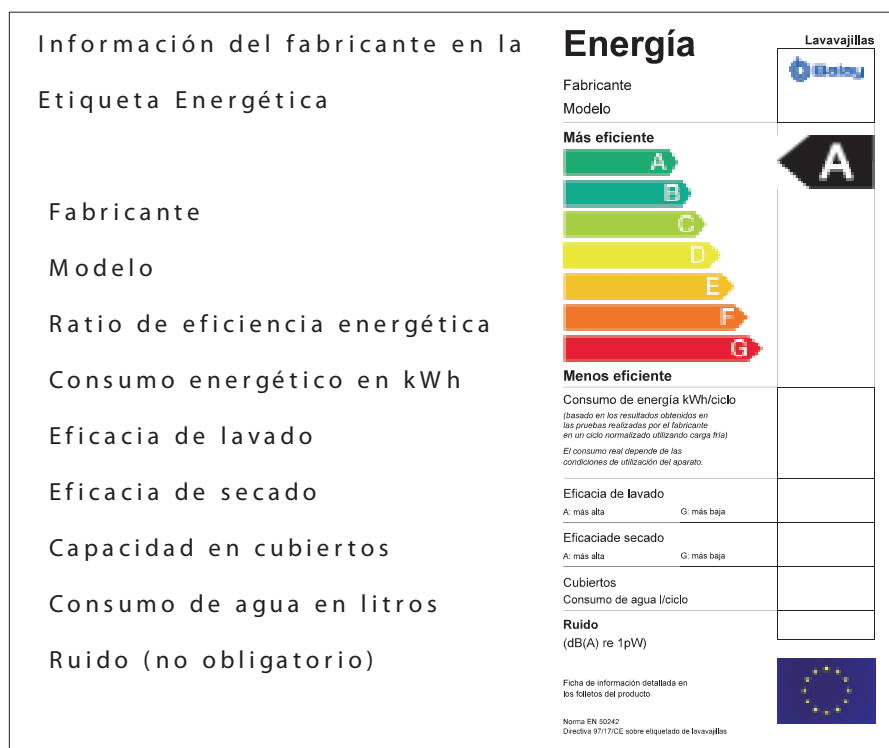 Información del fabricante en la
Etiqueta Energética
Fabricante
Modelo
Ratio de eficiencia energética
Consumo energético en kWh
Eficacia de lavado
Eficacia de secado
Capacidad en cubiertos
Consumo de agua en litros
Ruido (no obligatorio)
Energía
Lavavajillas
Balay
Fabricante
Modelo
Más eficiente
A
A
B
C
D
E
F
G
Menos eficiente
Consumo de energía kWh/ciclo
(basado en los resultados obtenidos en
las pruebas realizadas por el fabricante
en un ciclo normalizado utilizando carga fría)
El consumo real depende de las
condiciones de utilización del aparato.
Eficacia de lavado
A: más alta G: más baja
Eficaciade secado
A: más alta G: más baja
Cubiertos
Consumo de agua l/ciclo
Ruido
(dB(A) re 1pW)
Ficha de información detallada en
los folletos del producto
Norma EN 50242
Directiva 97/17/CE sobre etiquetado de lavavajillas